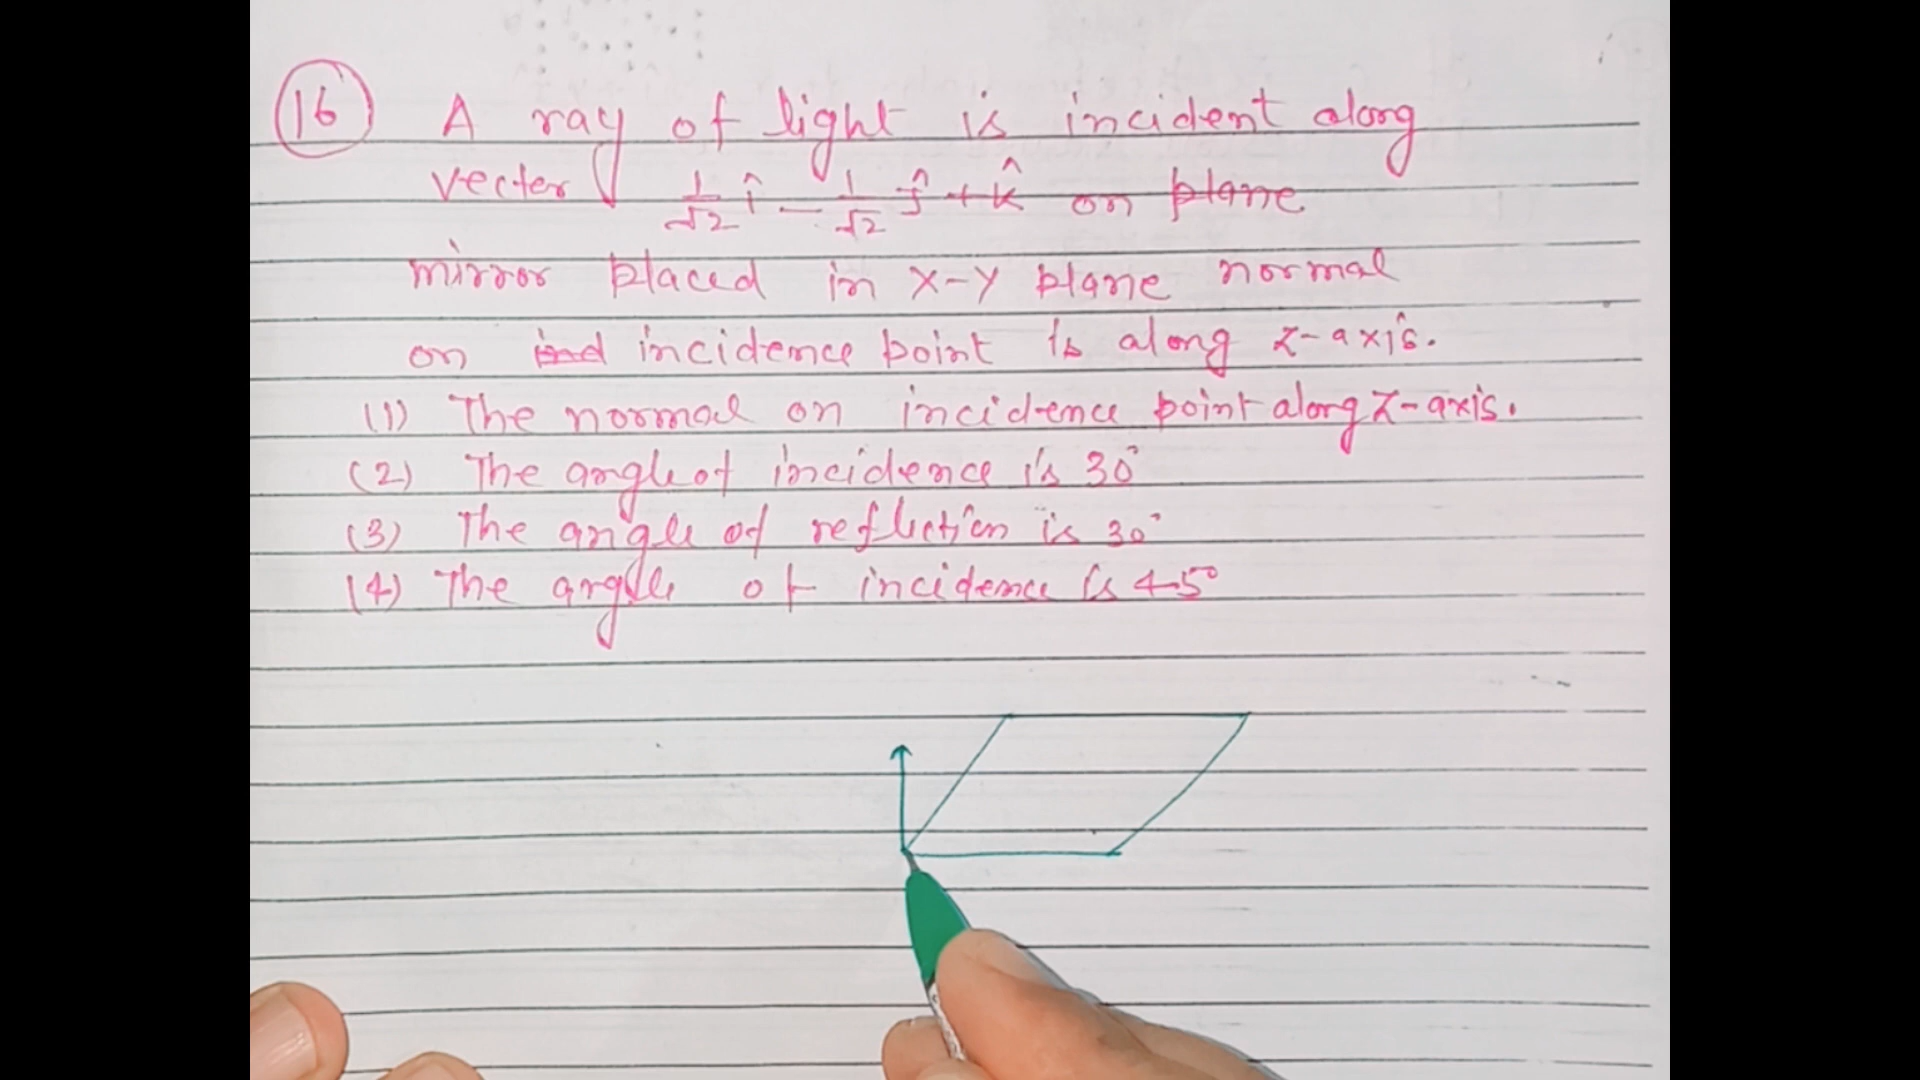 16 A ray of light is incident along
vecter 1/√2 î - 1/√2 ĵ + k̂ on plane
mirror placed in x-y plane normal
on ind incidence point is along z-axis.
(1) The normal on incidence point along z-axis.
(2) The angle of incidence is 30°
(3) The angle of reflection is 30°
(4) The angle of incidence is 45°